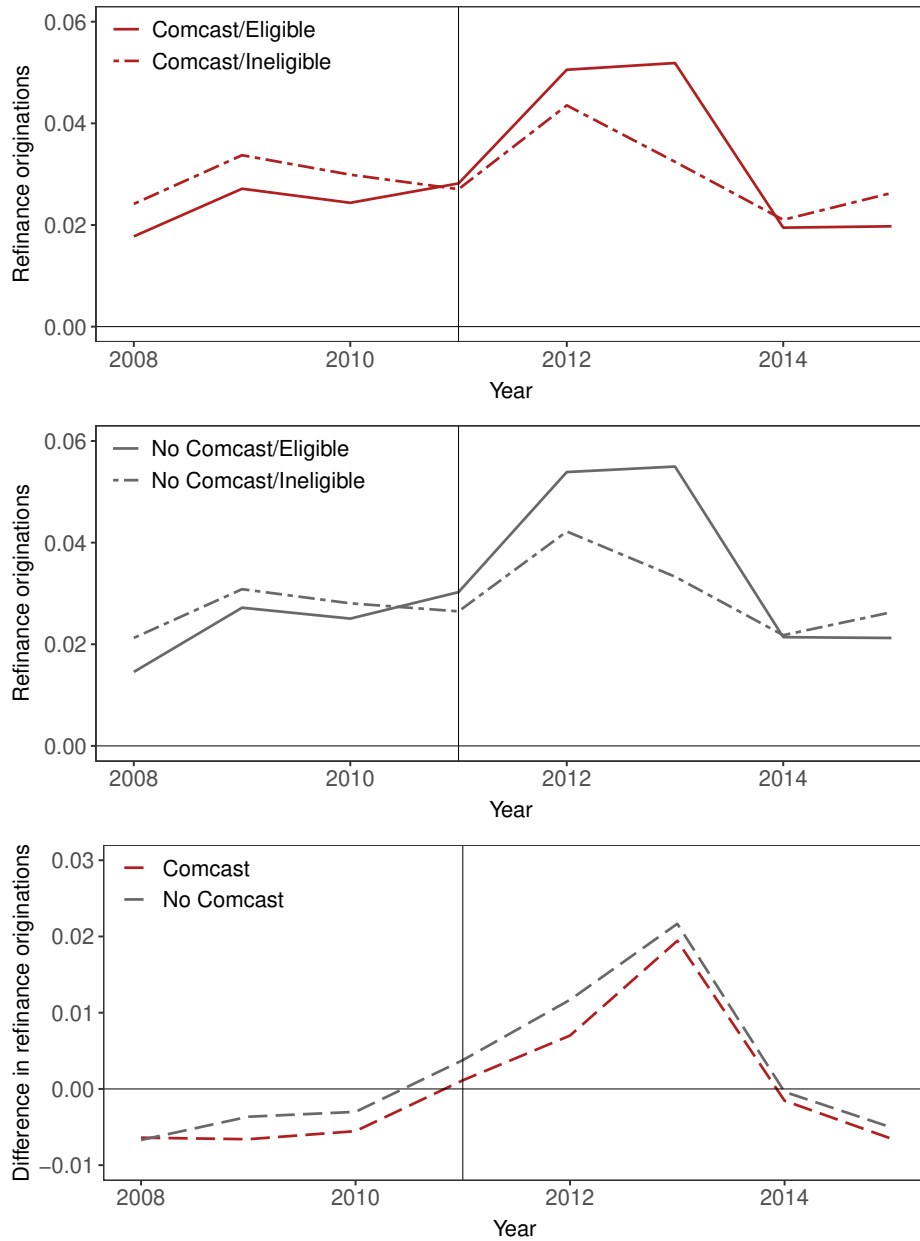 Comcast/Eligible
Comcast/Ineligible
Refinance originations
0.06
0.04
0.02
0.00
2008 2010 2012 2014
Year
No Comcast/Eligible
No Comcast/Ineligible
Refinance originations
0.06
0.04
0.02
0.00
2008 2010 2012 2014
Year
Comcast
No Comcast
Difference in refinance originations
0.03
0.02
0.01
0.00
−0.01
2008 2010 2012 2014
Year